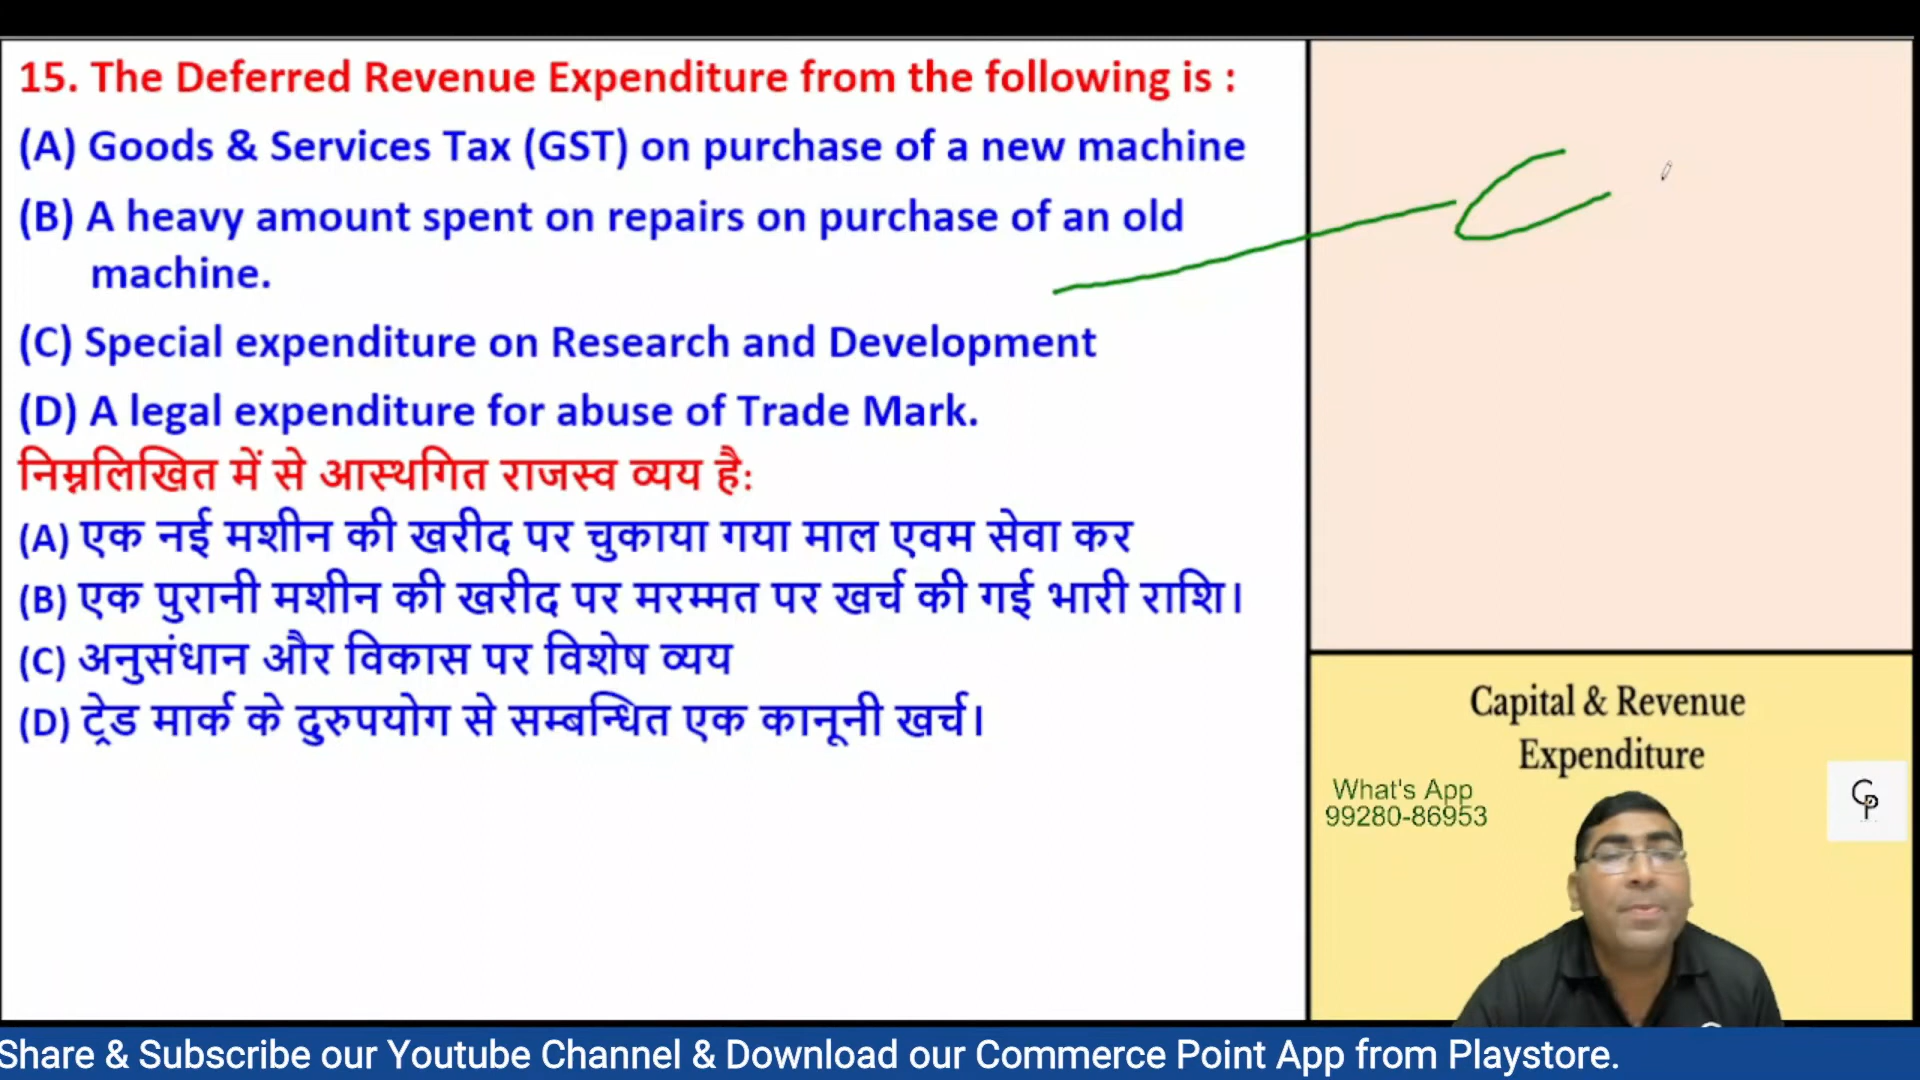 15. The Deferred Revenue Expenditure from the following is :
(A) Goods & Services Tax (GST) on purchase of a new machine
(B) A heavy amount spent on repairs on purchase of an old
machine.
(C) Special expenditure on Research and Development
(D) A legal expenditure for abuse of Trade Mark.
निम्नलिखित में से आस्थगित राजस्व व्यय है:
(A) एक नई मशीन की खरीद पर चुकाया गया माल एवम सेवा कर
(B) एक पुरानी मशीन की खरीद पर मरम्मत पर खर्च की गई भारी राशि।
(C) अनुसंधान और विकास पर विशेष व्यय
(D) ट्रेड मार्क के दुरुपयोग से सम्बन्धित एक कानूनी खर्च।
C
Capital & Revenue
Expenditure
What's App
99280-86953
CP
Share & Subscribe our Youtube Channel & Download our Commerce Point App from Playstore.